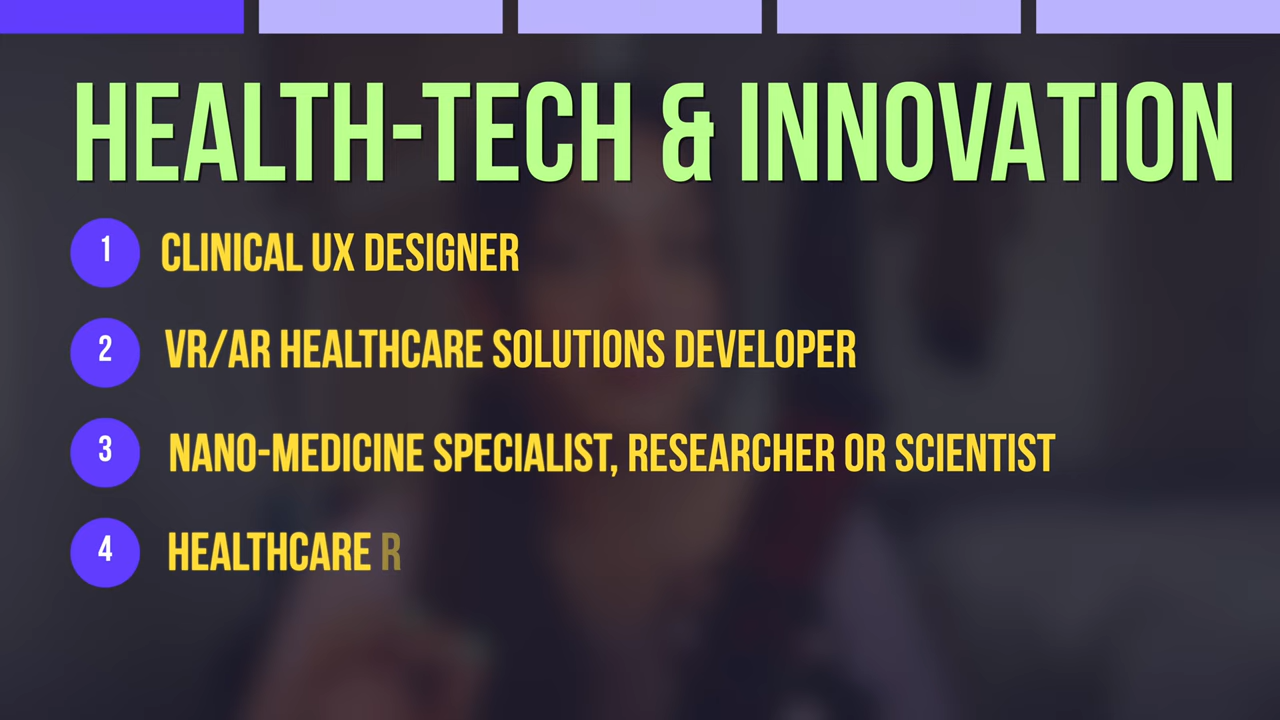 HEALTH-TECH & INNOVATION
1 CLINICAL UX DESIGNER
2 VR/AR HEALTHCARE SOLUTIONS DEVELOPER
3 NANO-MEDICINE SPECIALIST, RESEARCHER OR SCIENTIST
4 HEALTHCARE R